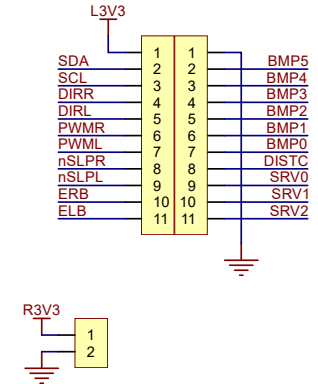 L3V3
1 1
SDA 2 2 BMP5
SCL 3 3 BMP4
DIRR 4 4 BMP3
DIRL 5 5 BMP2
PWMR 6 6 BMP1
PWML 7 7 BMP0
nSLPR 8 8 DISTC
nSLPL 9 9 SRV0
ERB 10 10 SRV1
ELB 11 11 SRV2
R3V3
1
2